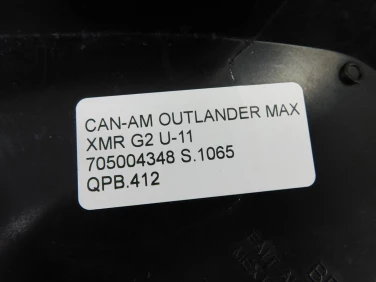 CAN-AM OUTLANDER MAX
XMR G2 U-11
705004348 S.1065
QPB.412